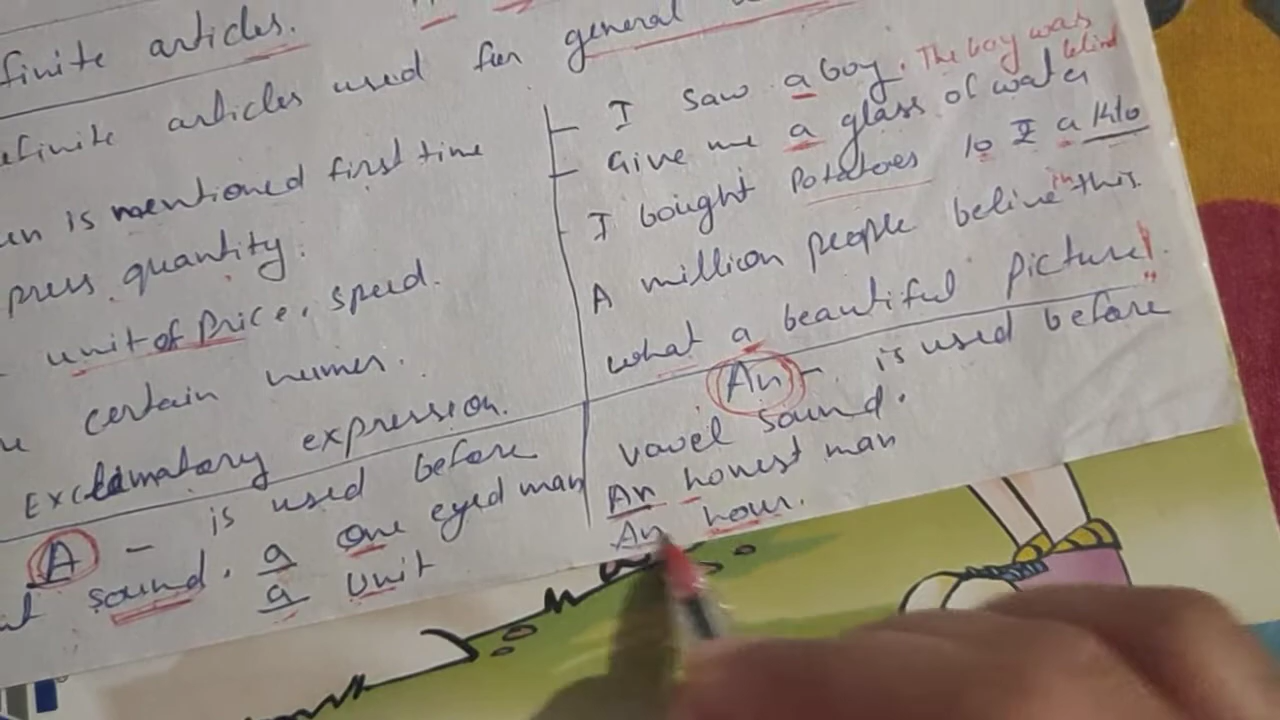 finite articles.
efinite articles used for general
en is mentioned first time
press quantity.
unit of Price, speed.
certain numer.
Exclamatory expression.
A - is used before
sound. a one eyed man
a unit
I saw a boy. The boy was blind
Give me a glass of water
I bought Potatoes 10 ₹ a Kilo
A million people belive in this.
what a beautiful picture!
An - is used before
vowel sound.
An honest man
An hour.